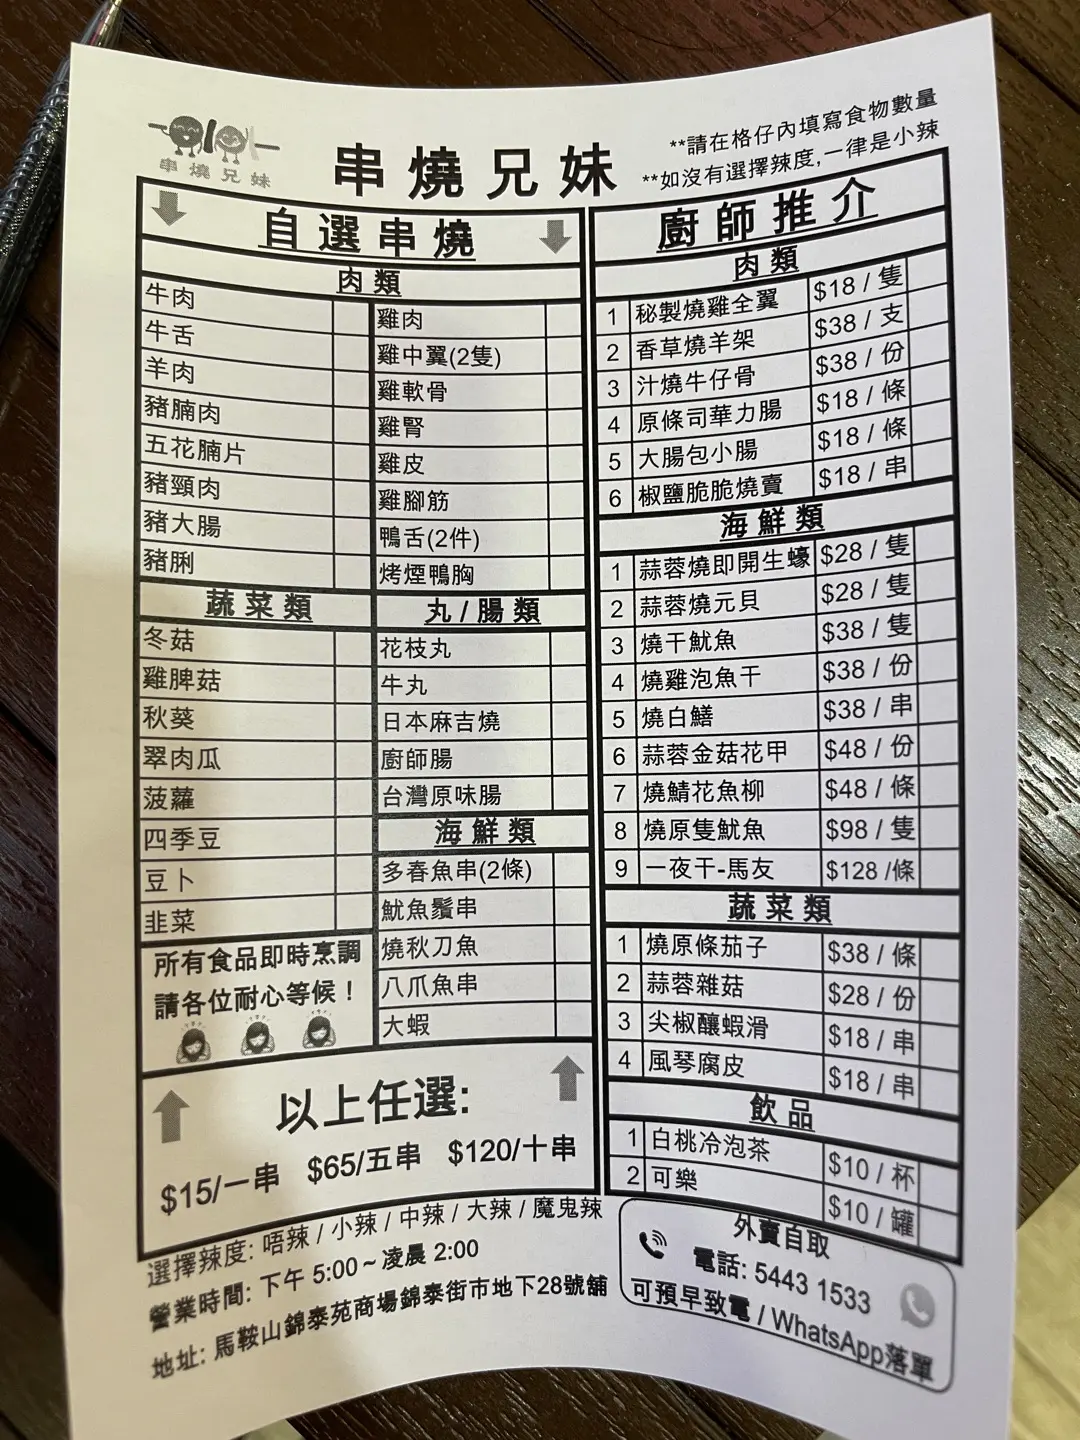 串燒兄妹
串燒兄妹
**請在格仔內填寫食物數量
**如沒有選擇辣度,一律是小辣
自選串燒
肉類
牛肉
牛舌
羊肉
豬腩肉
五花腩片
豬頸肉
豬大腸
豬脷
雞肉
雞中翼(2隻)
雞軟骨
雞腎
雞皮
雞腳筋
鴨舌(2件)
烤煙鴨胸
蔬菜類
冬菇
雞脾菇
秋葵
翠肉瓜
菠蘿
四季豆
豆卜
韭菜
丸/腸類
花枝丸
牛丸
日本麻吉燒
廚師腸
台灣原味腸
海鮮類
多春魚串(2條)
魷魚鬚串
燒秋刀魚
八爪魚串
大蝦
所有食品即時烹調
請各位耐心等候！
以上任選:
$15/一串 $65/五串 $120/十串
廚師推介
肉類
1 秘製燒雞全翼 $18 / 隻
2 香草燒羊架 $38 / 支
3 汁燒牛仔骨 $38 / 份
4 原條司華力腸 $18 / 條
5 大腸包小腸 $18 / 條
6 椒鹽脆脆燒賣 $18 / 串
海鮮類
1 蒜蓉燒即開生蠔 $28 / 隻
2 蒜蓉燒元貝 $28 / 隻
3 燒干魷魚 $38 / 隻
4 燒雞泡魚干 $38 / 份
5 燒白鱔 $38 / 串
6 蒜蓉金菇花甲 $48 / 份
7 燒鯖花魚柳 $48 / 條
8 燒原隻魷魚 $98 / 隻
9 一夜干-馬友 $128 /條
蔬菜類
1 燒原條茄子 $38 / 條
2 蒜蓉雜菇 $28 / 份
3 尖椒釀蝦滑 $18 / 串
4 風琴腐皮 $18 / 串
飲品
1 白桃冷泡茶 $10 / 杯
2 可樂 $10 / 罐
選擇辣度: 唔辣 / 小辣 / 中辣 / 大辣 / 魔鬼辣
營業時間: 下午 5:00 ~ 凌晨 2:00
地址: 馬鞍山錦泰苑商場錦泰街市地下28號舖
外賣自取
電話: 5443 1533
可預早致電 / WhatsApp落單